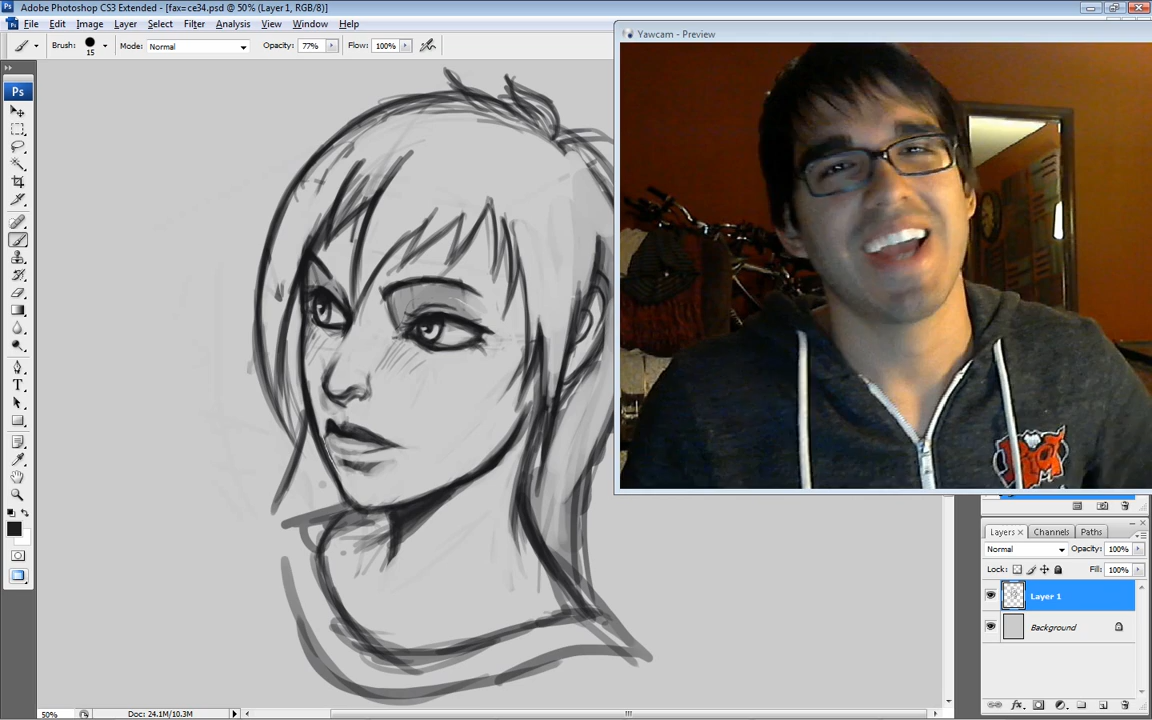 Adobe Photoshop CS3 Extended - [fax=ce34.psd @ 50% (Layer 1, RGB/8)]
File Edit Image Layer Select Filter Analysis View Window Help
Brush: 15 Mode: Normal Opacity: 77% Flow: 100%
Yawcam - Preview
Ps
RIOT
Layers × Channels Paths
Normal Opacity: 100%
Lock: Fill: 100%
Layer 1
Background
50% Doc: 24.1M/10.3M